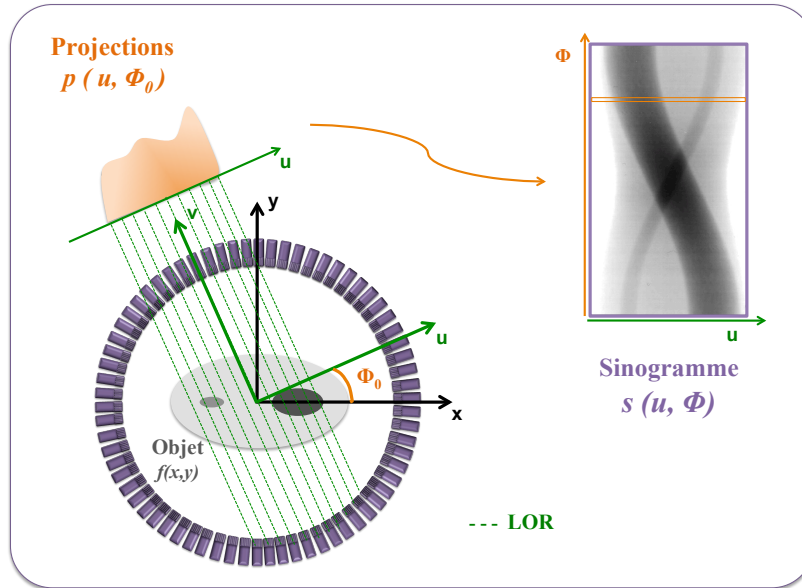 Projections
p ( u, Φ₀ )
u
v
y
u
Φ₀
x
Objet
f(x,y)
--- LOR
Φ
u
Sinogramme
s (u, Φ)